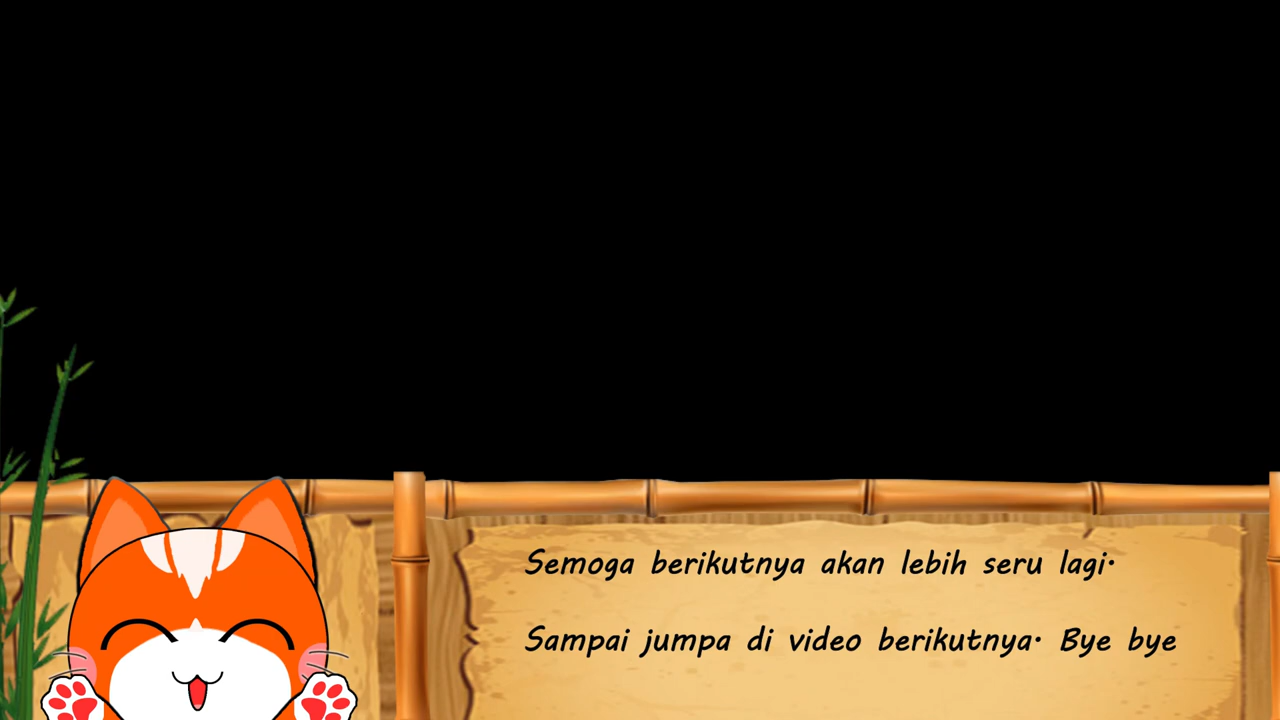 Semoga berikutnya akan lebih seru lagi.
Sampai jumpa di video berikutnya. Bye bye